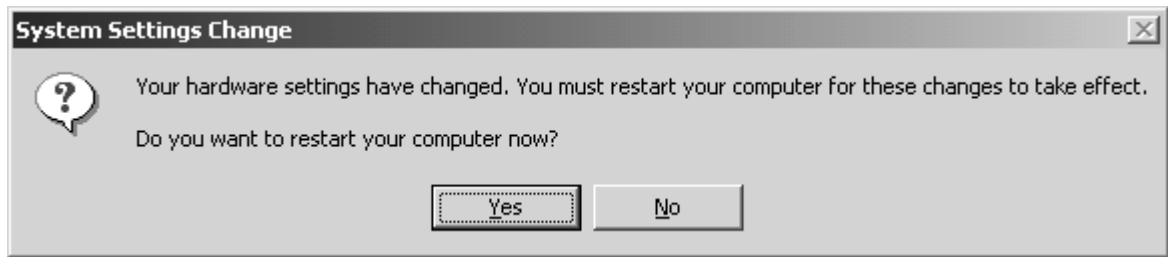 System Settings Change
Your hardware settings have changed. You must restart your computer for these changes to take effect.
Do you want to restart your computer now?
Yes
No